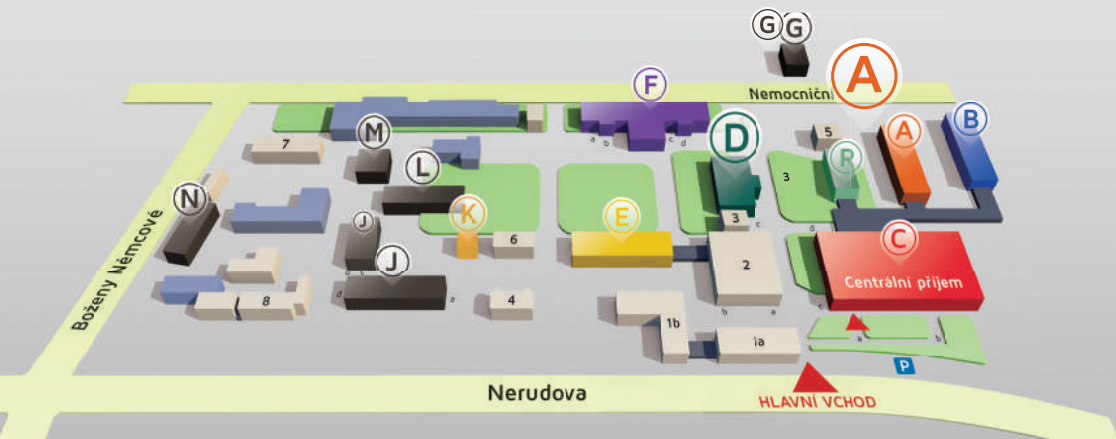 G G
A
Nemocniční
F
B
A
M
D
5
7
L
R
3
N
K
J
E
3
C
6
2
Centrální příjem
J
8
4
1b
1a
Boženy Němcové
a
b
c
d
c
d
d
a
b
a
c
a
b
P
Nerudova
HLAVNÍ VCHOD